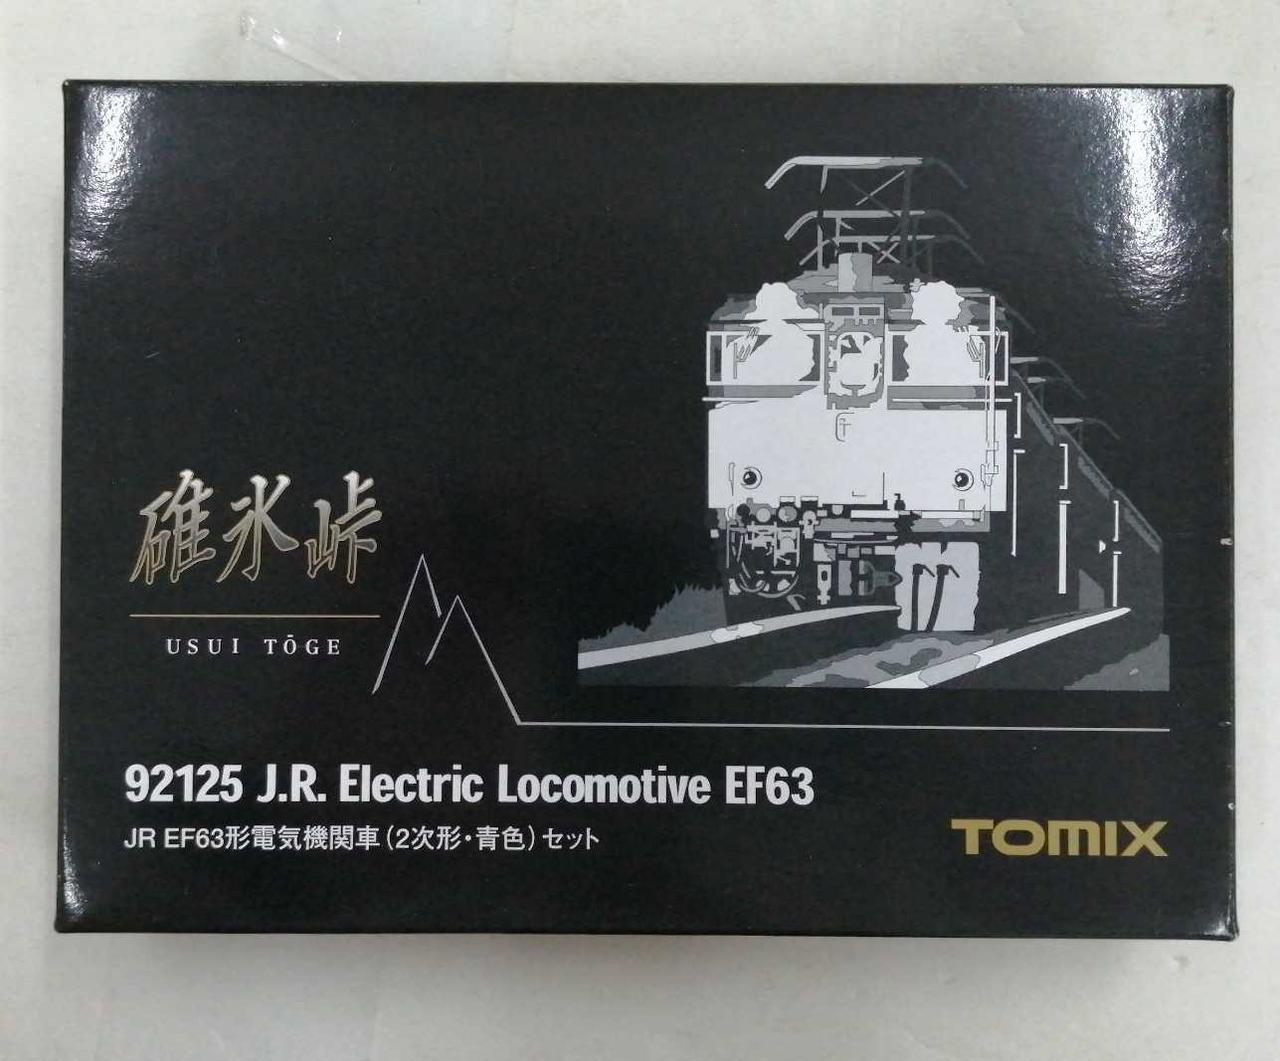 碓氷峠
USUI TŌGE
92125 J.R. Electric Locomotive EF63
JR EF63形電気機関車（2次形・青色）セット
TOMIX